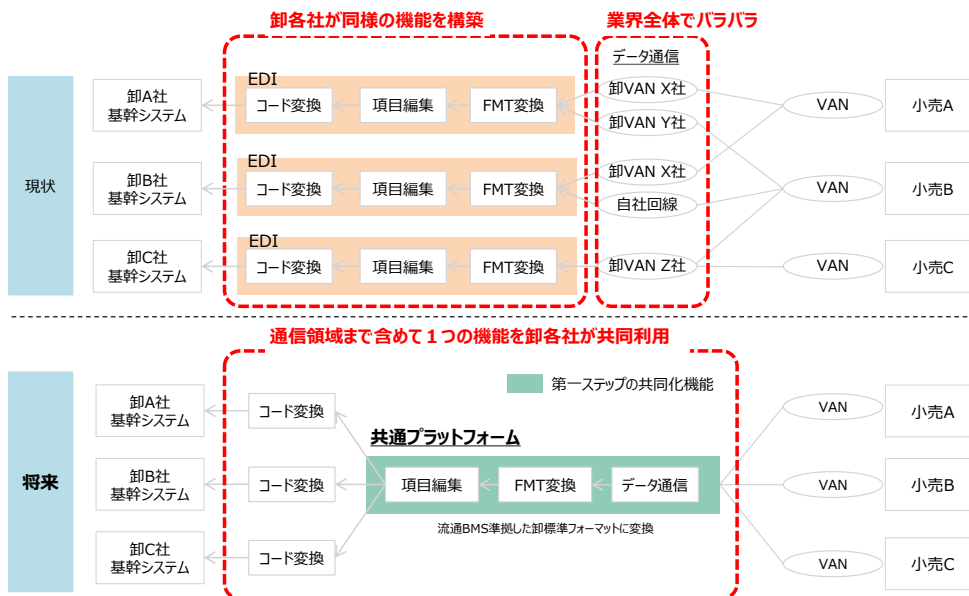 卸各社が同様の機能を構築
業界全体でバラバラ
データ通信
現状
卸A社
基幹システム
EDI
コード変換
項目編集
FMT変換
卸VAN X社
卸VAN Y社
VAN
小売A
卸B社
基幹システム
EDI
コード変換
項目編集
FMT変換
卸VAN X社
自社回線
VAN
小売B
卸C社
基幹システム
EDI
コード変換
項目編集
FMT変換
卸VAN Z社
VAN
小売C
通信領域まで含めて１つの機能を卸各社が共同利用
第一ステップの共同化機能
将来
卸A社
基幹システム
コード変換
VAN
小売A
共通プラットフォーム
卸B社
基幹システム
コード変換
項目編集
FMT変換
データ通信
VAN
小売B
流通BMS準拠した卸標準フォーマットに変換
卸C社
基幹システム
コード変換
VAN
小売C